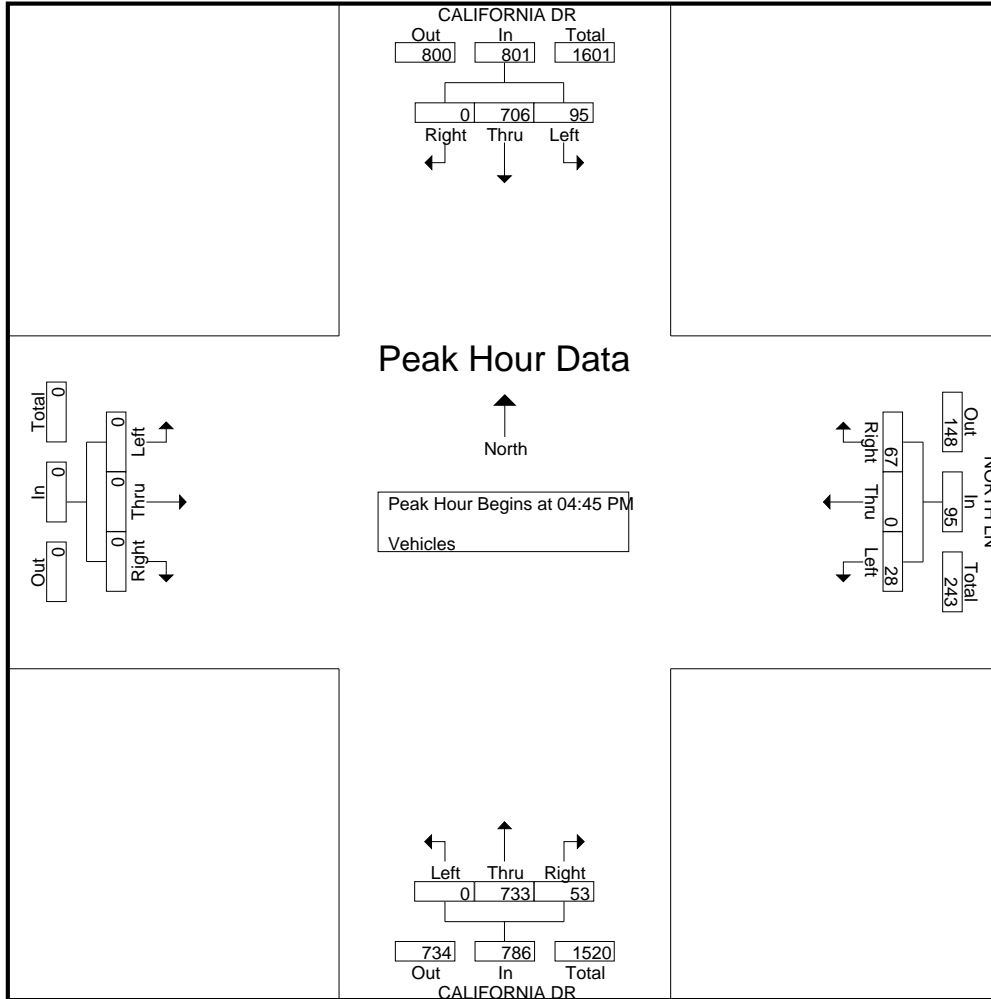 CALIFORNIA DR
Out In Total
800 801 1601
0 706 95
Right Thru Left
Peak Hour Data
North
Peak Hour Begins at 04:45 PM
Vehicles
Total In Out
0 0 0
0 0 0
Left Thru Right
NORTH LN
Out In Total
148 95 243
67 0 28
Right Thru Left
Left Thru Right
0 733 53
734 786 1520
Out In Total
CALIFORNIA DR